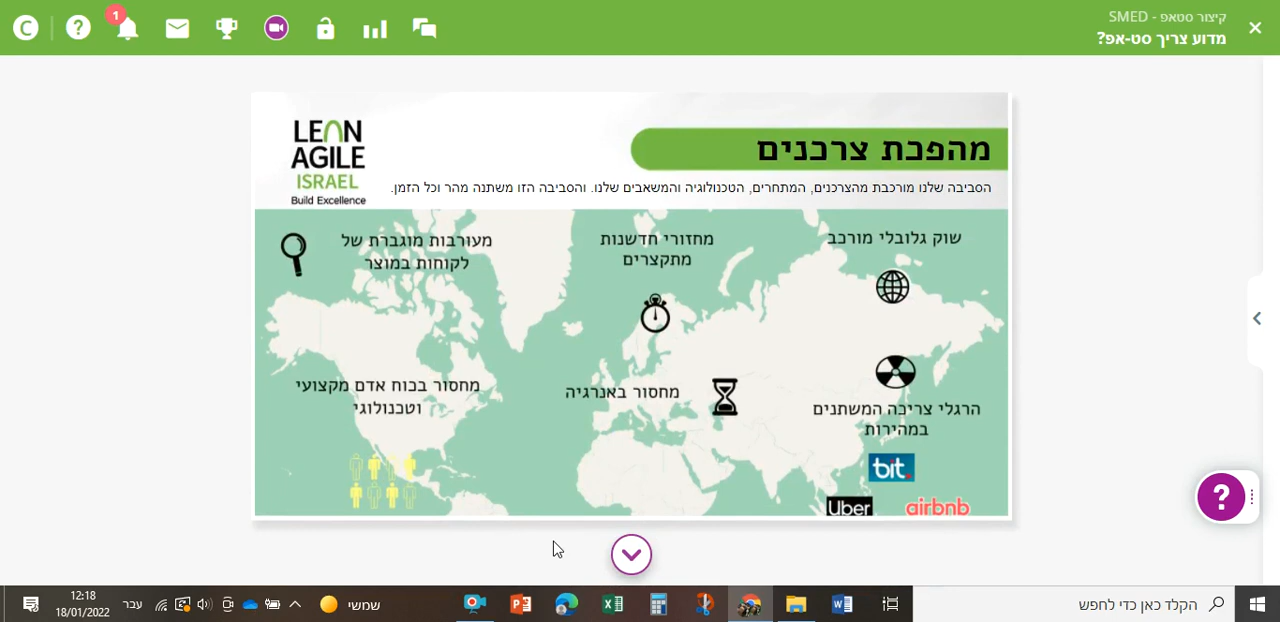 קיצור סטאפ - SMED
מדוע צריך סט-אפ?
1
LEAN
AGILE
ISRAEL
Build Excellence
מהפכת צרכנים
הסביבה שלנו מורכבת מהצרכנים, המתחרים, הטכנולוגיה והמשאבים שלנו. והסביבה הזו משתנה מהר וכל הזמן.
שוק גלובלי מורכב
מחזורי חדשנות
מתקצרים
מעורבות מוגברת של
לקוחות במוצר
הרגלי צריכה המשתנים
במהירות
מחסור באנרגיה
מחסור בכוח אדם מקצועי
וטכנולוגי
bit.
Uber
airbnb
הקלד כאן כדי לחפש
שמשי
עבר
12:18
18/01/2022